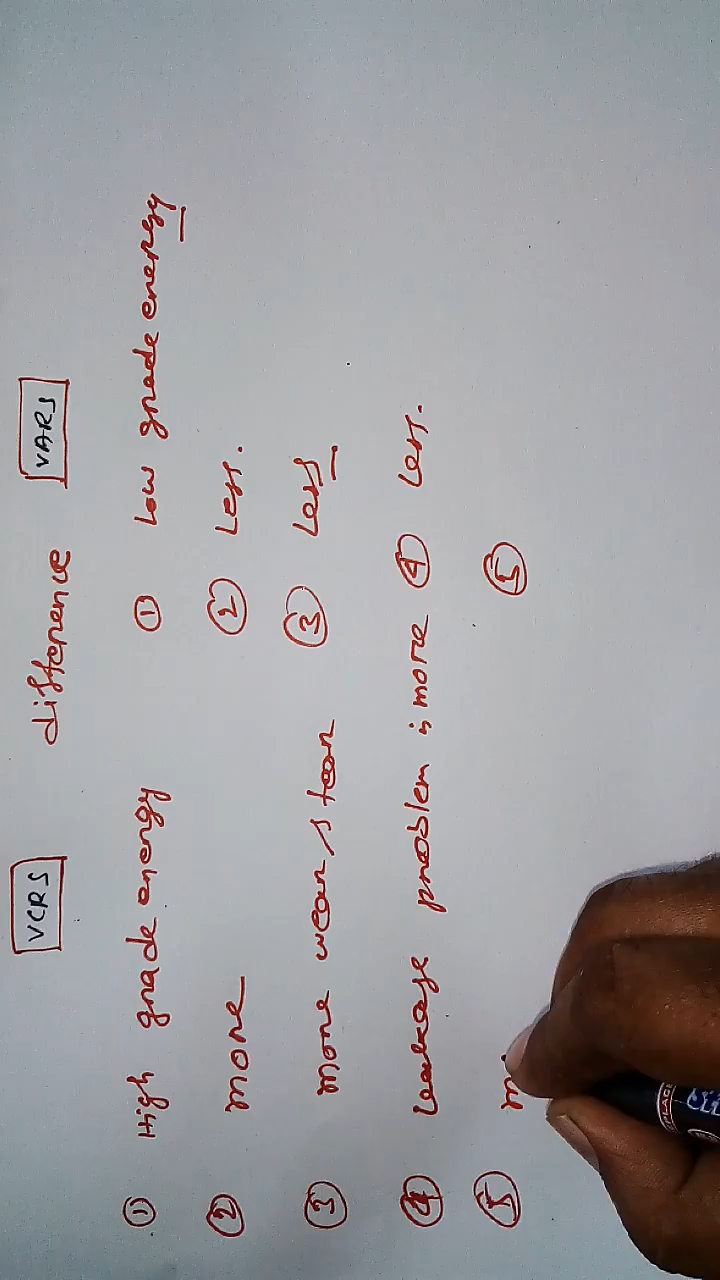 VCRS difference VARS
① High grade energy ① Low grade energy
② more ② Less.
③ more wear, tear ③ Less
④ Leakage problem is more ④ Less.
⑤ m ⑤